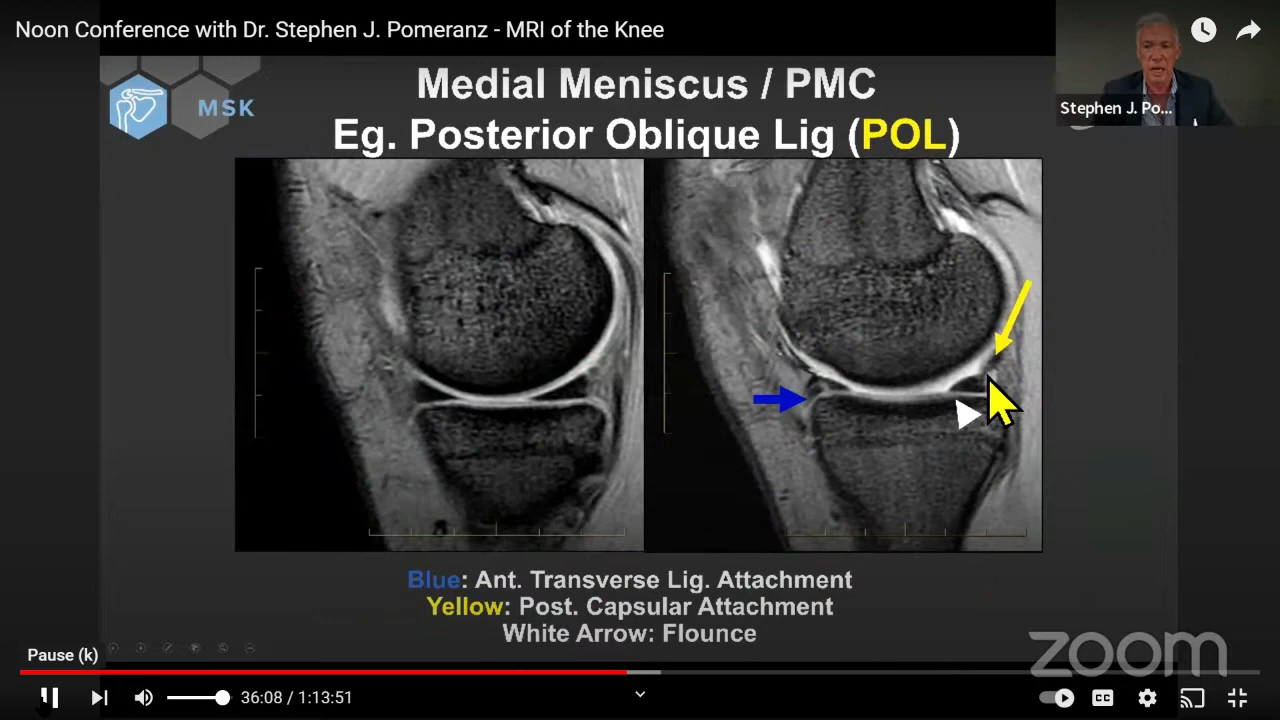 Noon Conference with Dr. Stephen J. Pomeranz - MRI of the Knee
Stephen J. Po...
MSK
Medial Meniscus / PMC
Eg. Posterior Oblique Lig (POL)
Blue: Ant. Transverse Lig. Attachment
Yellow: Post. Capsular Attachment
White Arrow: Flounce
zoom
Pause (k)
36:08 / 1:13:51
CC